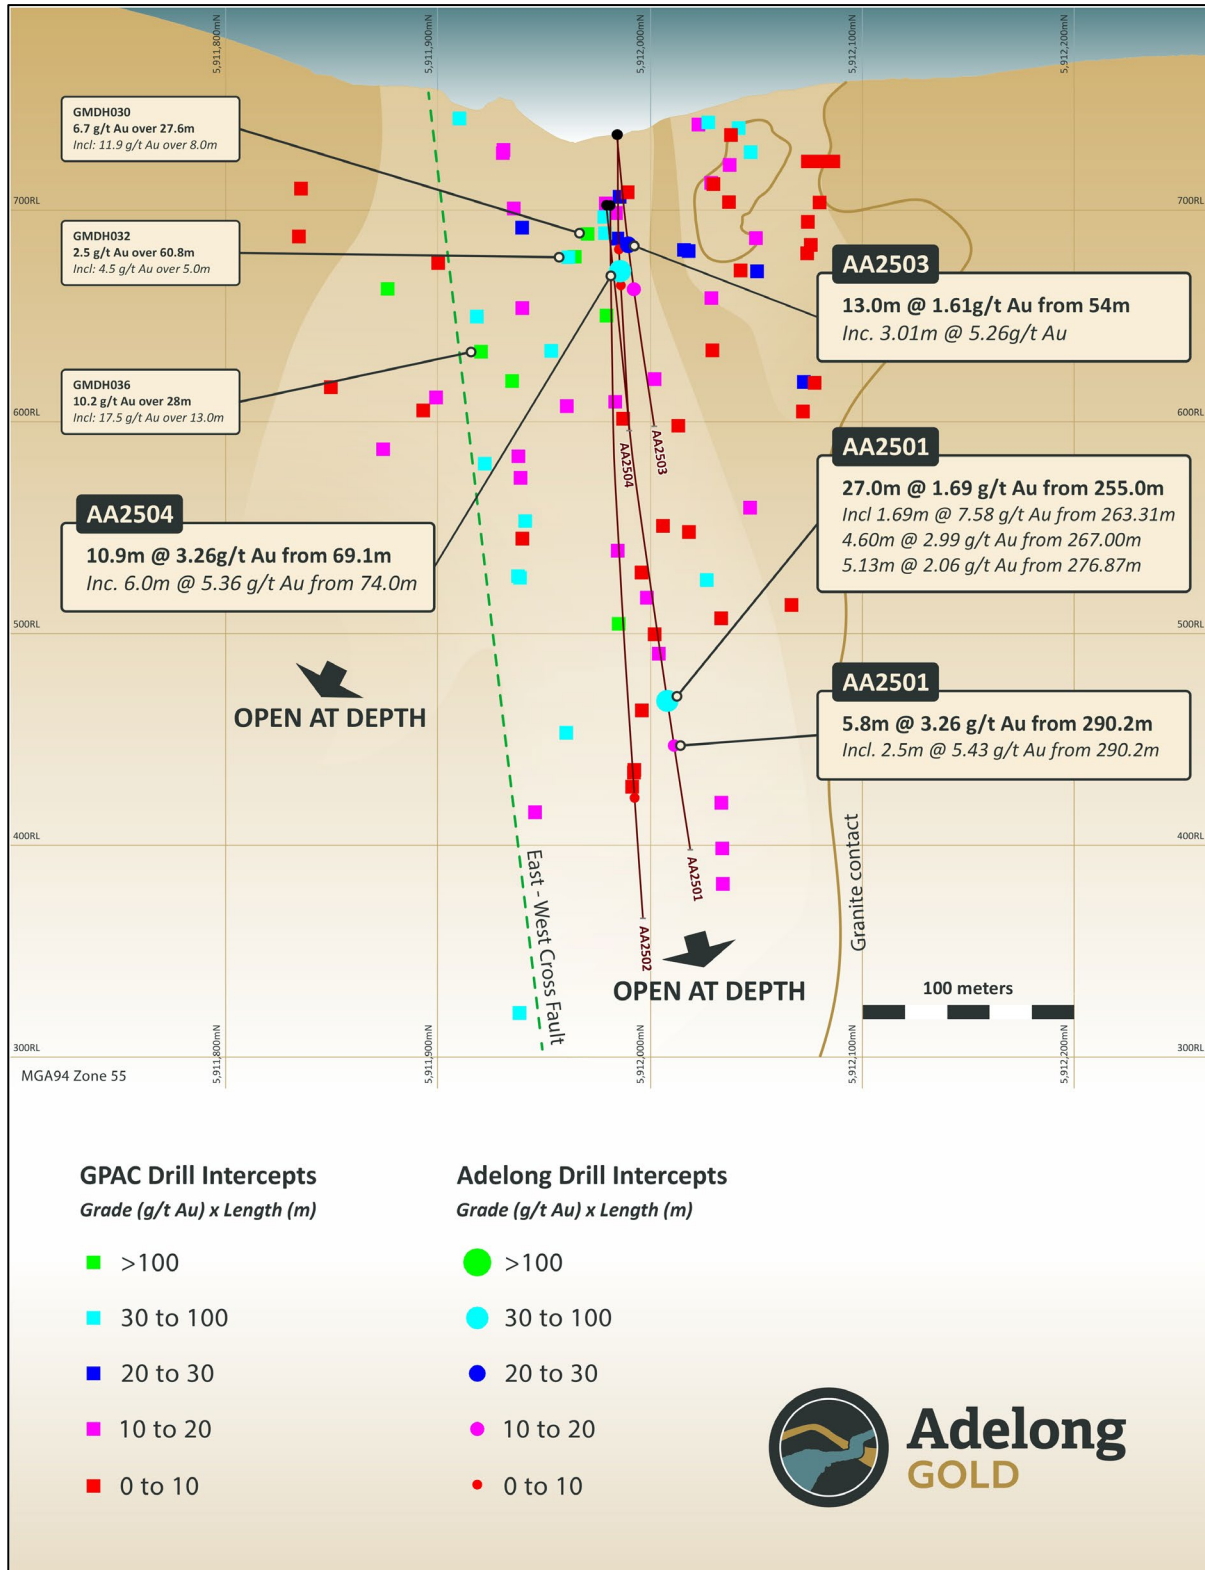 5,911,800mN
5,911,900mN
5,912,000mN
5,912,100mN
5,912,200mN
GMDH030
6.7 g/t Au over 27.6m
Incl: 11.9 g/t Au over 8.0m
700RL
700RL
GMDH032
2.5 g/t Au over 60.8m
Incl: 4.5 g/t Au over 5.0m
AA2503
13.0m @ 1.61g/t Au from 54m
Inc. 3.01m @ 5.26g/t Au
GMDH036
10.2 g/t Au over 28m
Incl: 17.5 g/t Au over 13.0m
600RL
600RL
AA2504
AA2503
AA2501
27.0m @ 1.69 g/t Au from 255.0m
Incl 1.69m @ 7.58 g/t Au from 263.31m
4.60m @ 2.99 g/t Au from 267.00m
5.13m @ 2.06 g/t Au from 276.87m
AA2504
10.9m @ 3.26g/t Au from 69.1m
Inc. 6.0m @ 5.36 g/t Au from 74.0m
500RL
500RL
OPEN AT DEPTH
AA2501
5.8m @ 3.26 g/t Au from 290.2m
Incl. 2.5m @ 5.43 g/t Au from 290.2m
400RL
400RL
East - West Cross Fault
AA2501
AA2502
Granite contact
OPEN AT DEPTH
100 meters
300RL
300RL
5,911,800mN
5,911,900mN
5,912,000mN
5,912,100mN
5,912,200mN
MGA94 Zone 55
GPAC Drill Intercepts
Grade (g/t Au) x Length (m)
>100
30 to 100
20 to 30
10 to 20
0 to 10
Adelong Drill Intercepts
Grade (g/t Au) x Length (m)
>100
30 to 100
20 to 30
10 to 20
0 to 10
Adelong
GOLD